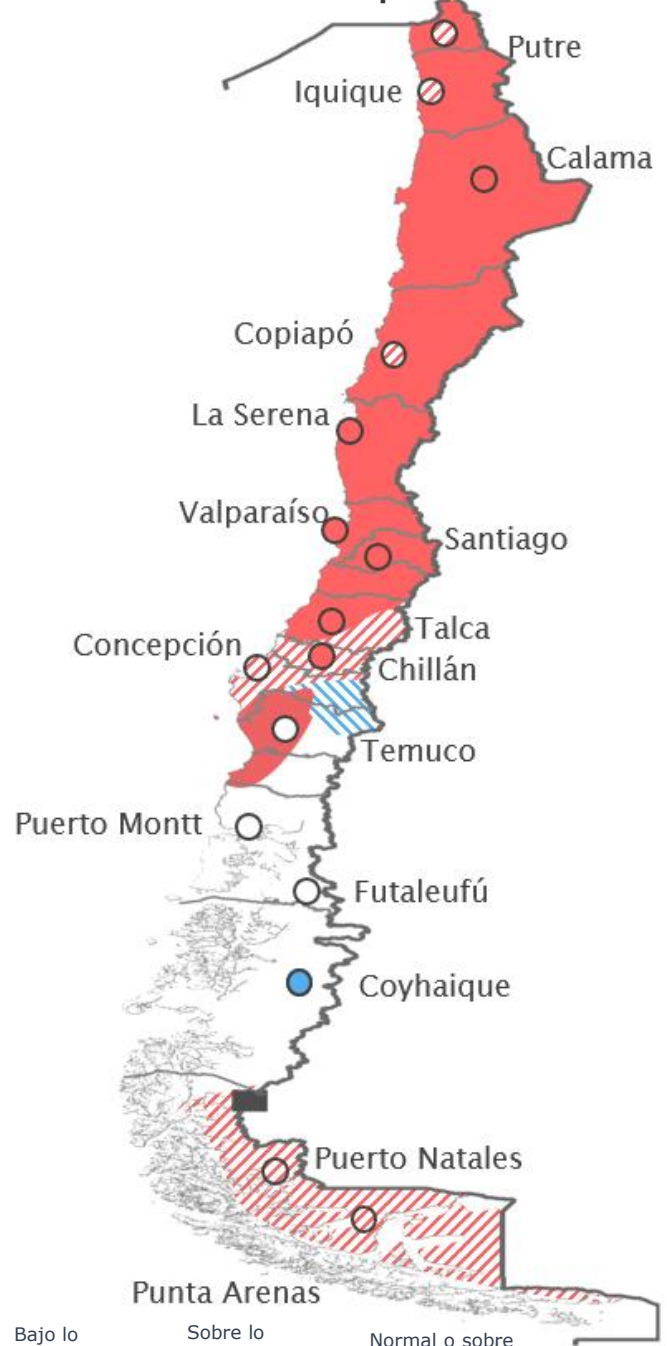 Putre
Iquique
Calama
Copiapó
La Serena
Valparaíso
Santiago
Talca
Concepción
Chillán
Temuco
Puerto Montt
Futaleufú
Coyhaique
Puerto Natales
Punta Arenas
Bajo lo
Sobre lo
Normal o sobre